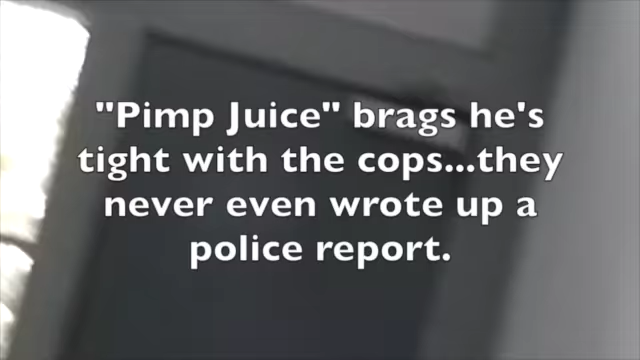 "Pimp Juice" brags he's
tight with the cops...they
never even wrote up a
police report.